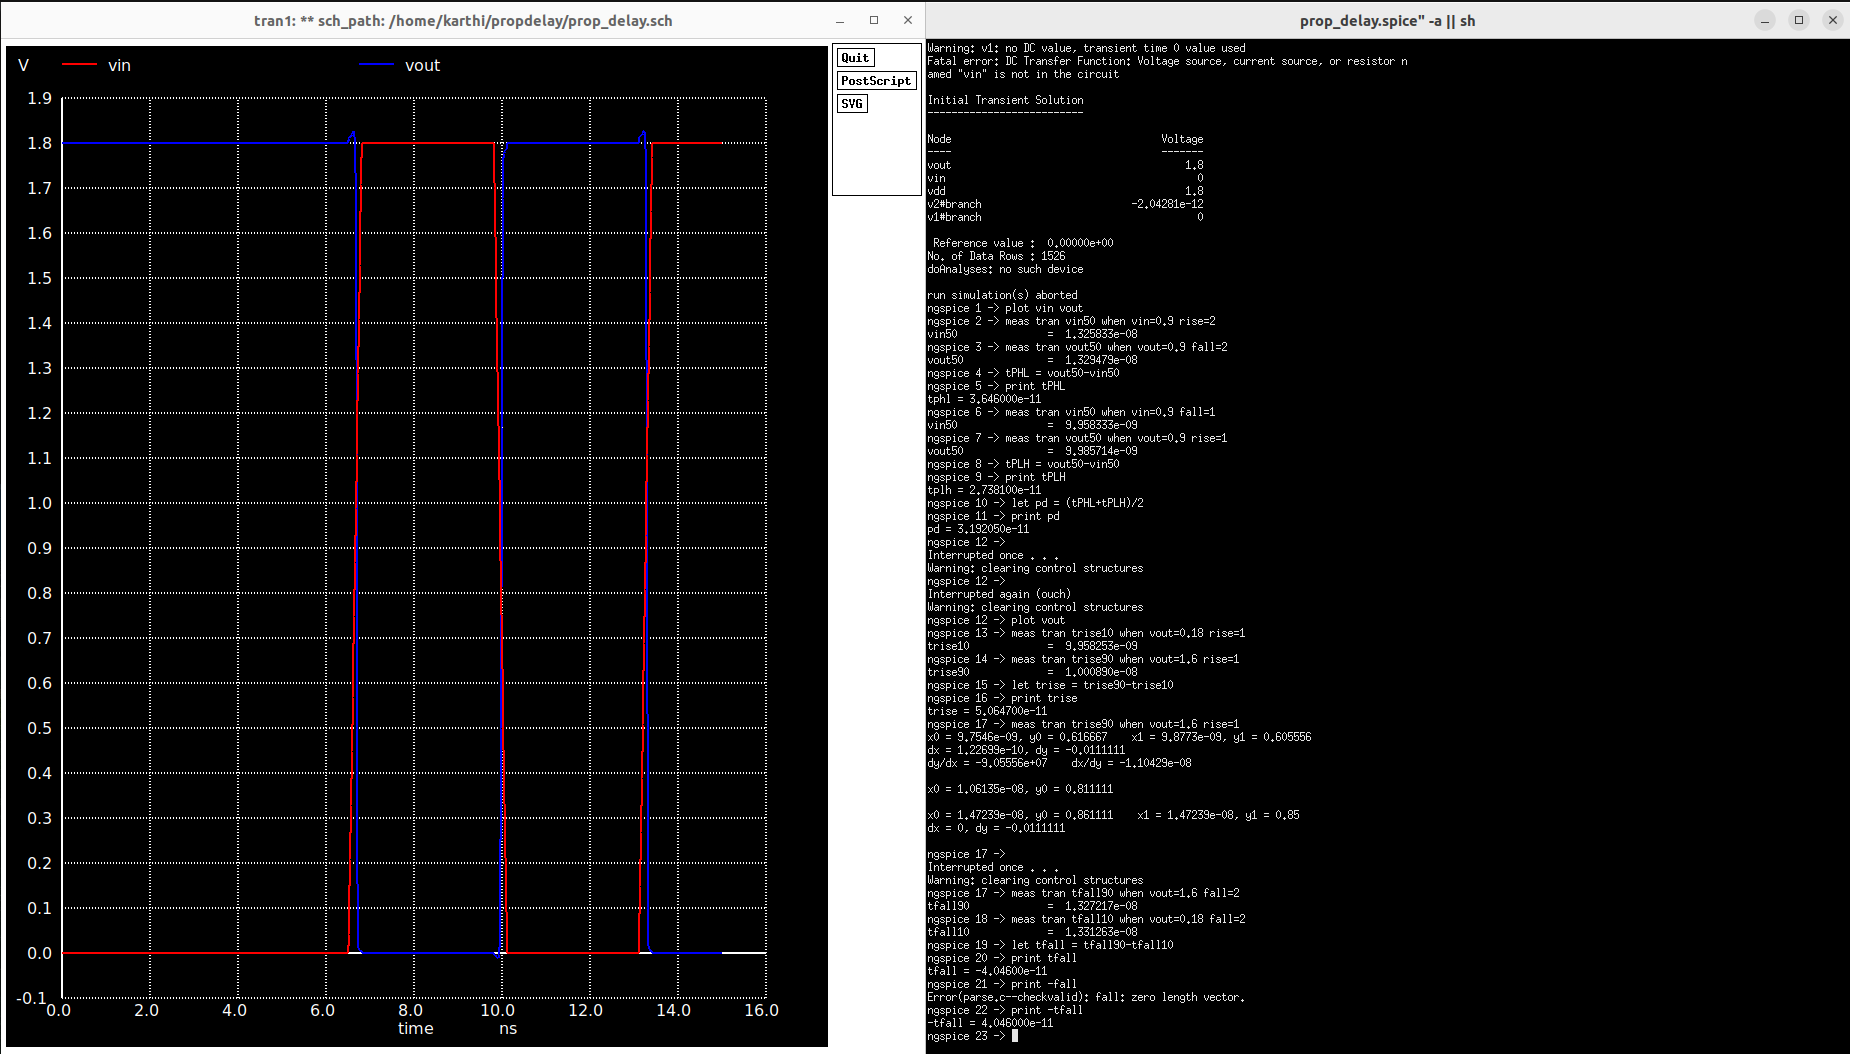 tran1: ** sch_path: /home/karthi/propdelay/prop_delay.sch
V vin vout
1.9
1.8
1.7
1.6
1.5
1.4
1.3
1.2
1.1
1.0
0.9
0.8
0.7
0.6
0.5
0.4
0.3
0.2
0.1
0.0
-0.1
0.0 2.0 4.0 6.0 8.0 10.0 12.0 14.0 16.0
time ns
Quit
PostScript
SVG
prop_delay.spice" -a || sh
Warning: v1: no DC value, transient time 0 value used
Fatal error: DC Transfer Function: Voltage source, current source, or resistor n
amed "vin" is not in the circuit
Initial Transient Solution
--------------------------
Node Voltage
---- -------
vout 1.8
vin 0
vdd 1.8
v2#branch -2.04281e-12
v1#branch 0
Reference value : 0.00000e+00
No. of Data Rows : 1526
doAnalyses: no such device
run simulation(s) aborted
ngspice 1 -> plot vin vout
ngspice 2 -> meas tran vin50 when vin=0.9 rise=2
vin50 = 1.325833e-08
ngspice 3 -> meas tran vout50 when vout=0.9 fall=2
vout50 = 1.329479e-08
ngspice 4 -> tPHL = vout50-vin50
ngspice 5 -> print tPHL
tphl = 3.646000e-11
ngspice 6 -> meas tran vin50 when vin=0.9 fall=1
vin50 = 9.958333e-09
ngspice 7 -> meas tran vout50 when vout=0.9 rise=1
vout50 = 9.985714e-09
ngspice 8 -> tPLH = vout50-vin50
ngspice 9 -> print tPLH
tplh = 2.738100e-11
ngspice 10 -> let pd = (tPHL+tPLH)/2
ngspice 11 -> print pd
pd = 3.192050e-11
ngspice 12 ->
Interrupted once . . .
Warning: clearing control structures
ngspice 12 ->
Interrupted again (ouch)
Warning: clearing control structures
ngspice 12 -> plot vout
ngspice 13 -> meas tran trise10 when vout=0.18 rise=1
trise10 = 9.958253e-09
ngspice 14 -> meas tran trise90 when vout=1.6 rise=1
trise90 = 1.000890e-08
ngspice 15 -> let trise = trise90-trise10
ngspice 16 -> print trise
trise = 5.064700e-11
ngspice 17 -> meas tran trise90 when vout=1.6 rise=1
x0 = 9.7546e-09, y0 = 0.616667 x1 = 9.8773e-09, y1 = 0.605556
dx = 1.22699e-10, dy = -0.0111111
dy/dx = -9.05556e+07 dx/dy = -1.10429e-08
x0 = 1.06135e-08, y0 = 0.811111
x0 = 1.47239e-08, y0 = 0.861111 x1 = 1.47239e-08, y1 = 0.85
dx = 0, dy = -0.0111111
ngspice 17 ->
Interrupted once . . .
Warning: clearing control structures
ngspice 17 -> meas tran tfall90 when vout=1.6 fall=2
tfall90 = 1.327217e-08
ngspice 18 -> meas tran tfall10 when vout=0.18 fall=2
tfall10 = 1.331263e-08
ngspice 19 -> let tfall = tfall90-tfall10
ngspice 20 -> print tfall
tfall = -4.04600e-11
ngspice 21 -> print -fall
Error(parse.c--checkvalid): fall: zero length vector.
ngspice 22 -> print -tfall
-tfall = 4.046000e-11
ngspice 23 ->